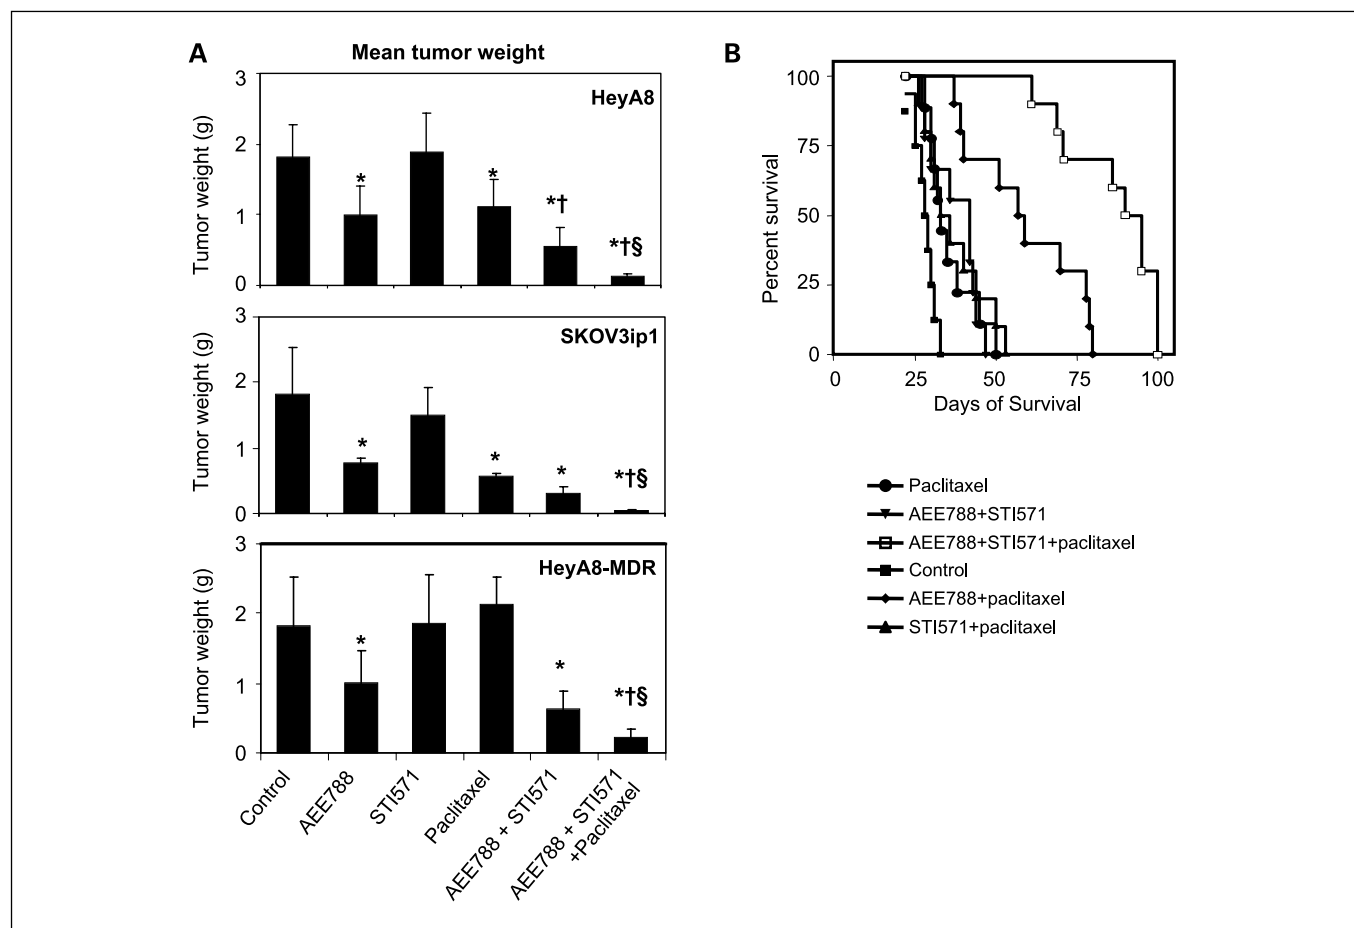 A
Mean tumor weight
3
2
1
0
Tumor weight (g)
HeyA8
*
*
*†
*†§
3
2
1
0
Tumor weight (g)
SKOV3ip1
*
*
*
*†§
3
2
1
0
Tumor weight (g)
HeyA8-MDR
*
*
*†§
Control
AEE788
STI571
Paclitaxel
AEE788 + STI571
AEE788 + STI571
+Paclitaxel
B
100
75
50
25
0
Percent survival
0 25 50 75 100
Days of Survival
Paclitaxel
AEE788+STI571
AEE788+STI571+paclitaxel
Control
AEE788+paclitaxel
STI571+paclitaxel